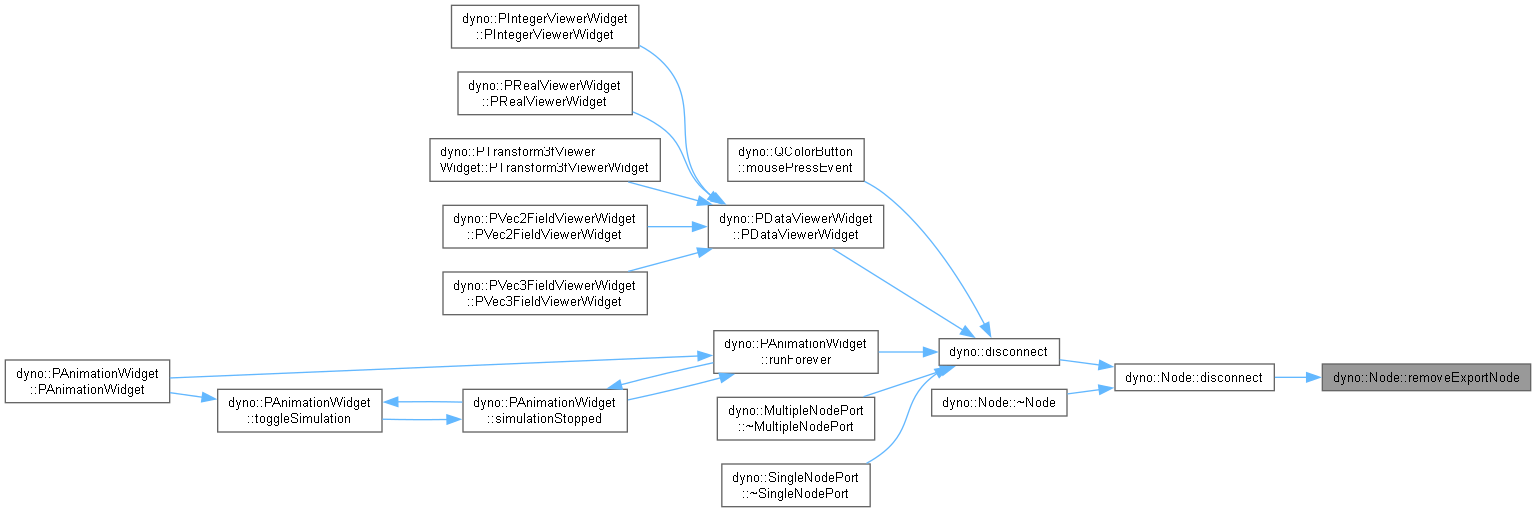 dyno::PIntegerViewerWidget
::PIntegerViewerWidget
dyno::PRealViewerWidget
::PRealViewerWidget
dyno::PTransform3fViewer
Widget::PTransform3fViewerWidget
dyno::QColorButton
::mousePressEvent
dyno::PVec2FieldViewerWidget
::PVec2FieldViewerWidget
dyno::PDataViewerWidget
::PDataViewerWidget
dyno::PVec3FieldViewerWidget
::PVec3FieldViewerWidget
dyno::PAnimationWidget
::runForever
dyno::disconnect
dyno::PAnimationWidget
::PAnimationWidget
dyno::Node::disconnect
dyno::Node::removeExportNode
dyno::PAnimationWidget
::toggleSimulation
dyno::PAnimationWidget
::simulationStopped
dyno::Node::~Node
dyno::MultipleNodePort
::~MultipleNodePort
dyno::SingleNodePort
::~SingleNodePort